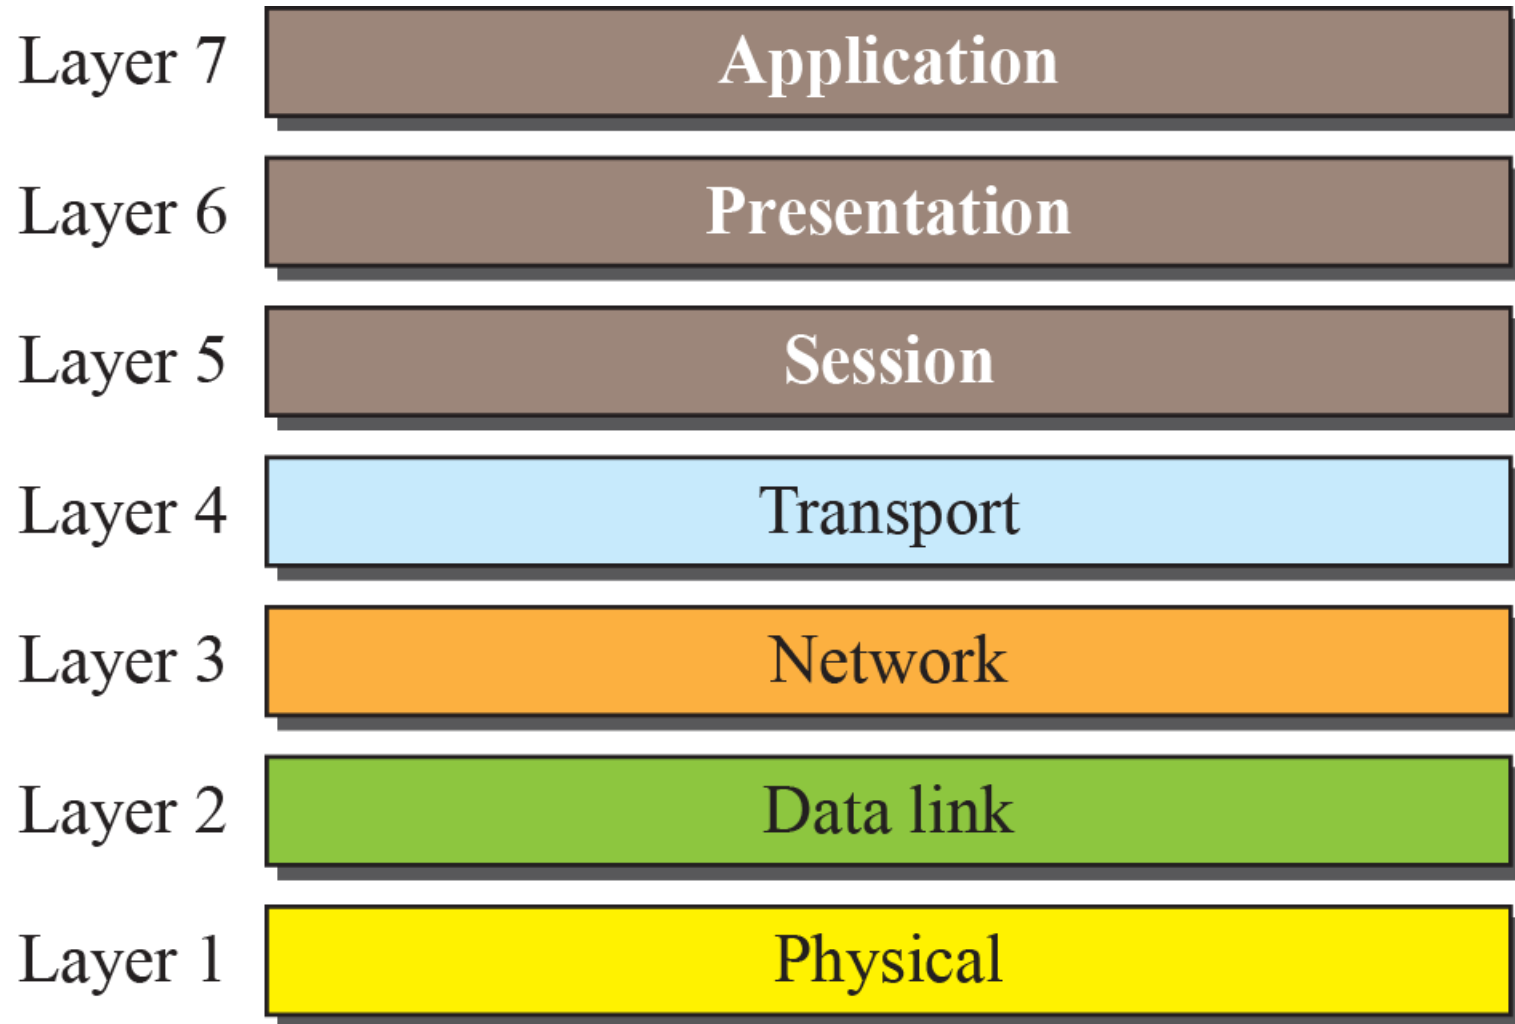 Layer 7 Application
Layer 6 Presentation
Layer 5 Session
Layer 4 Transport
Layer 3 Network
Layer 2 Data link
Layer 1 Physical